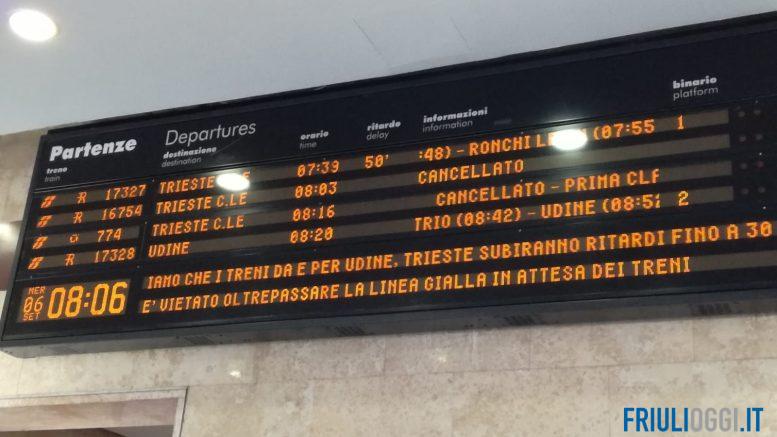 Partenze Departures
treno destinazione orario ritardo informazioni binario
train destination time delay information platform
R 17327 TRIESTE C.LE 07:39 50' :48) - RONCHI (07:55 1
R 16754 TRIESTE C.LE 08:03 CANCELLATO
774 TRIESTE C.LE 08:16 CANCELLATO - PRIMA
R 17328 UDINE 08:20 TRIO (08:42) - UDINE 2
MER 06 SET 08:06
IAMO CHE I TRENI DA E PER UDINE, TRIESTE SUBIRANNO RITARDI FINO A 30
E' VIETATO OLTREPASSARE LA LINEA GIALLA IN ATTESA DEI TRENI
FRIULIOGGI.IT